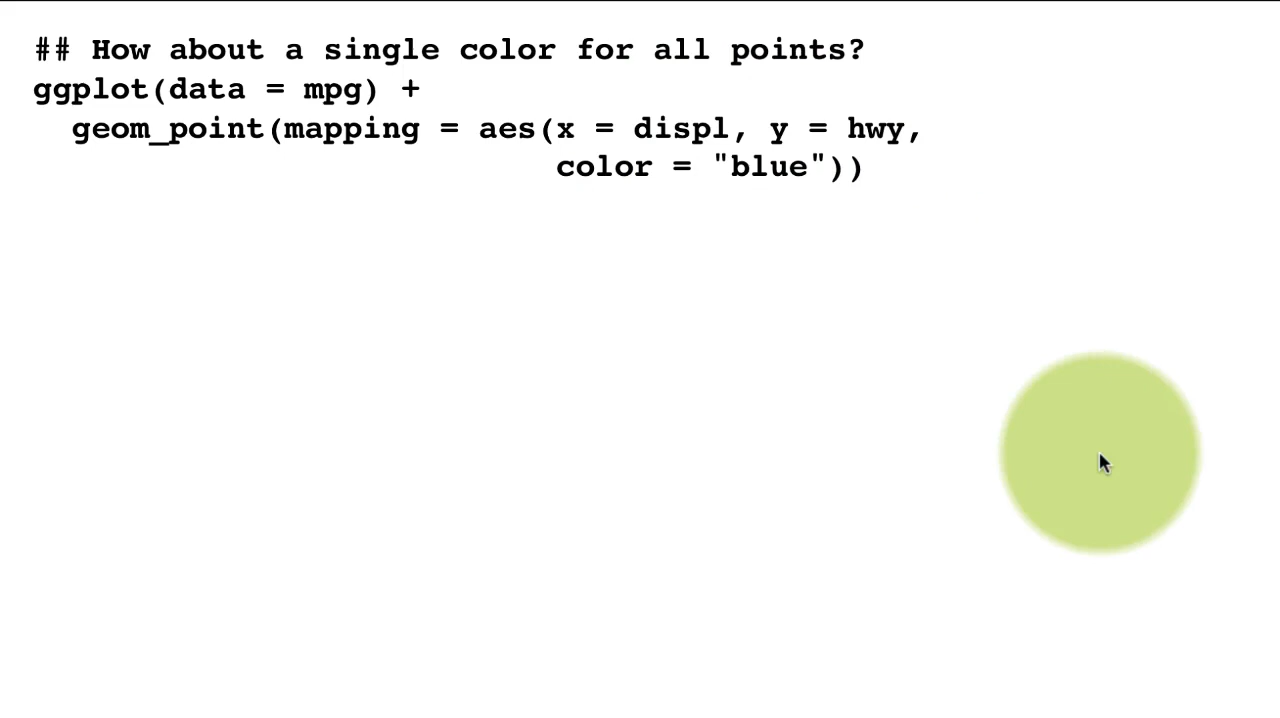 ## How about a single color for all points?
ggplot(data = mpg) +
  geom_point(mapping = aes(x = displ, y = hwy,
                           color = "blue"))